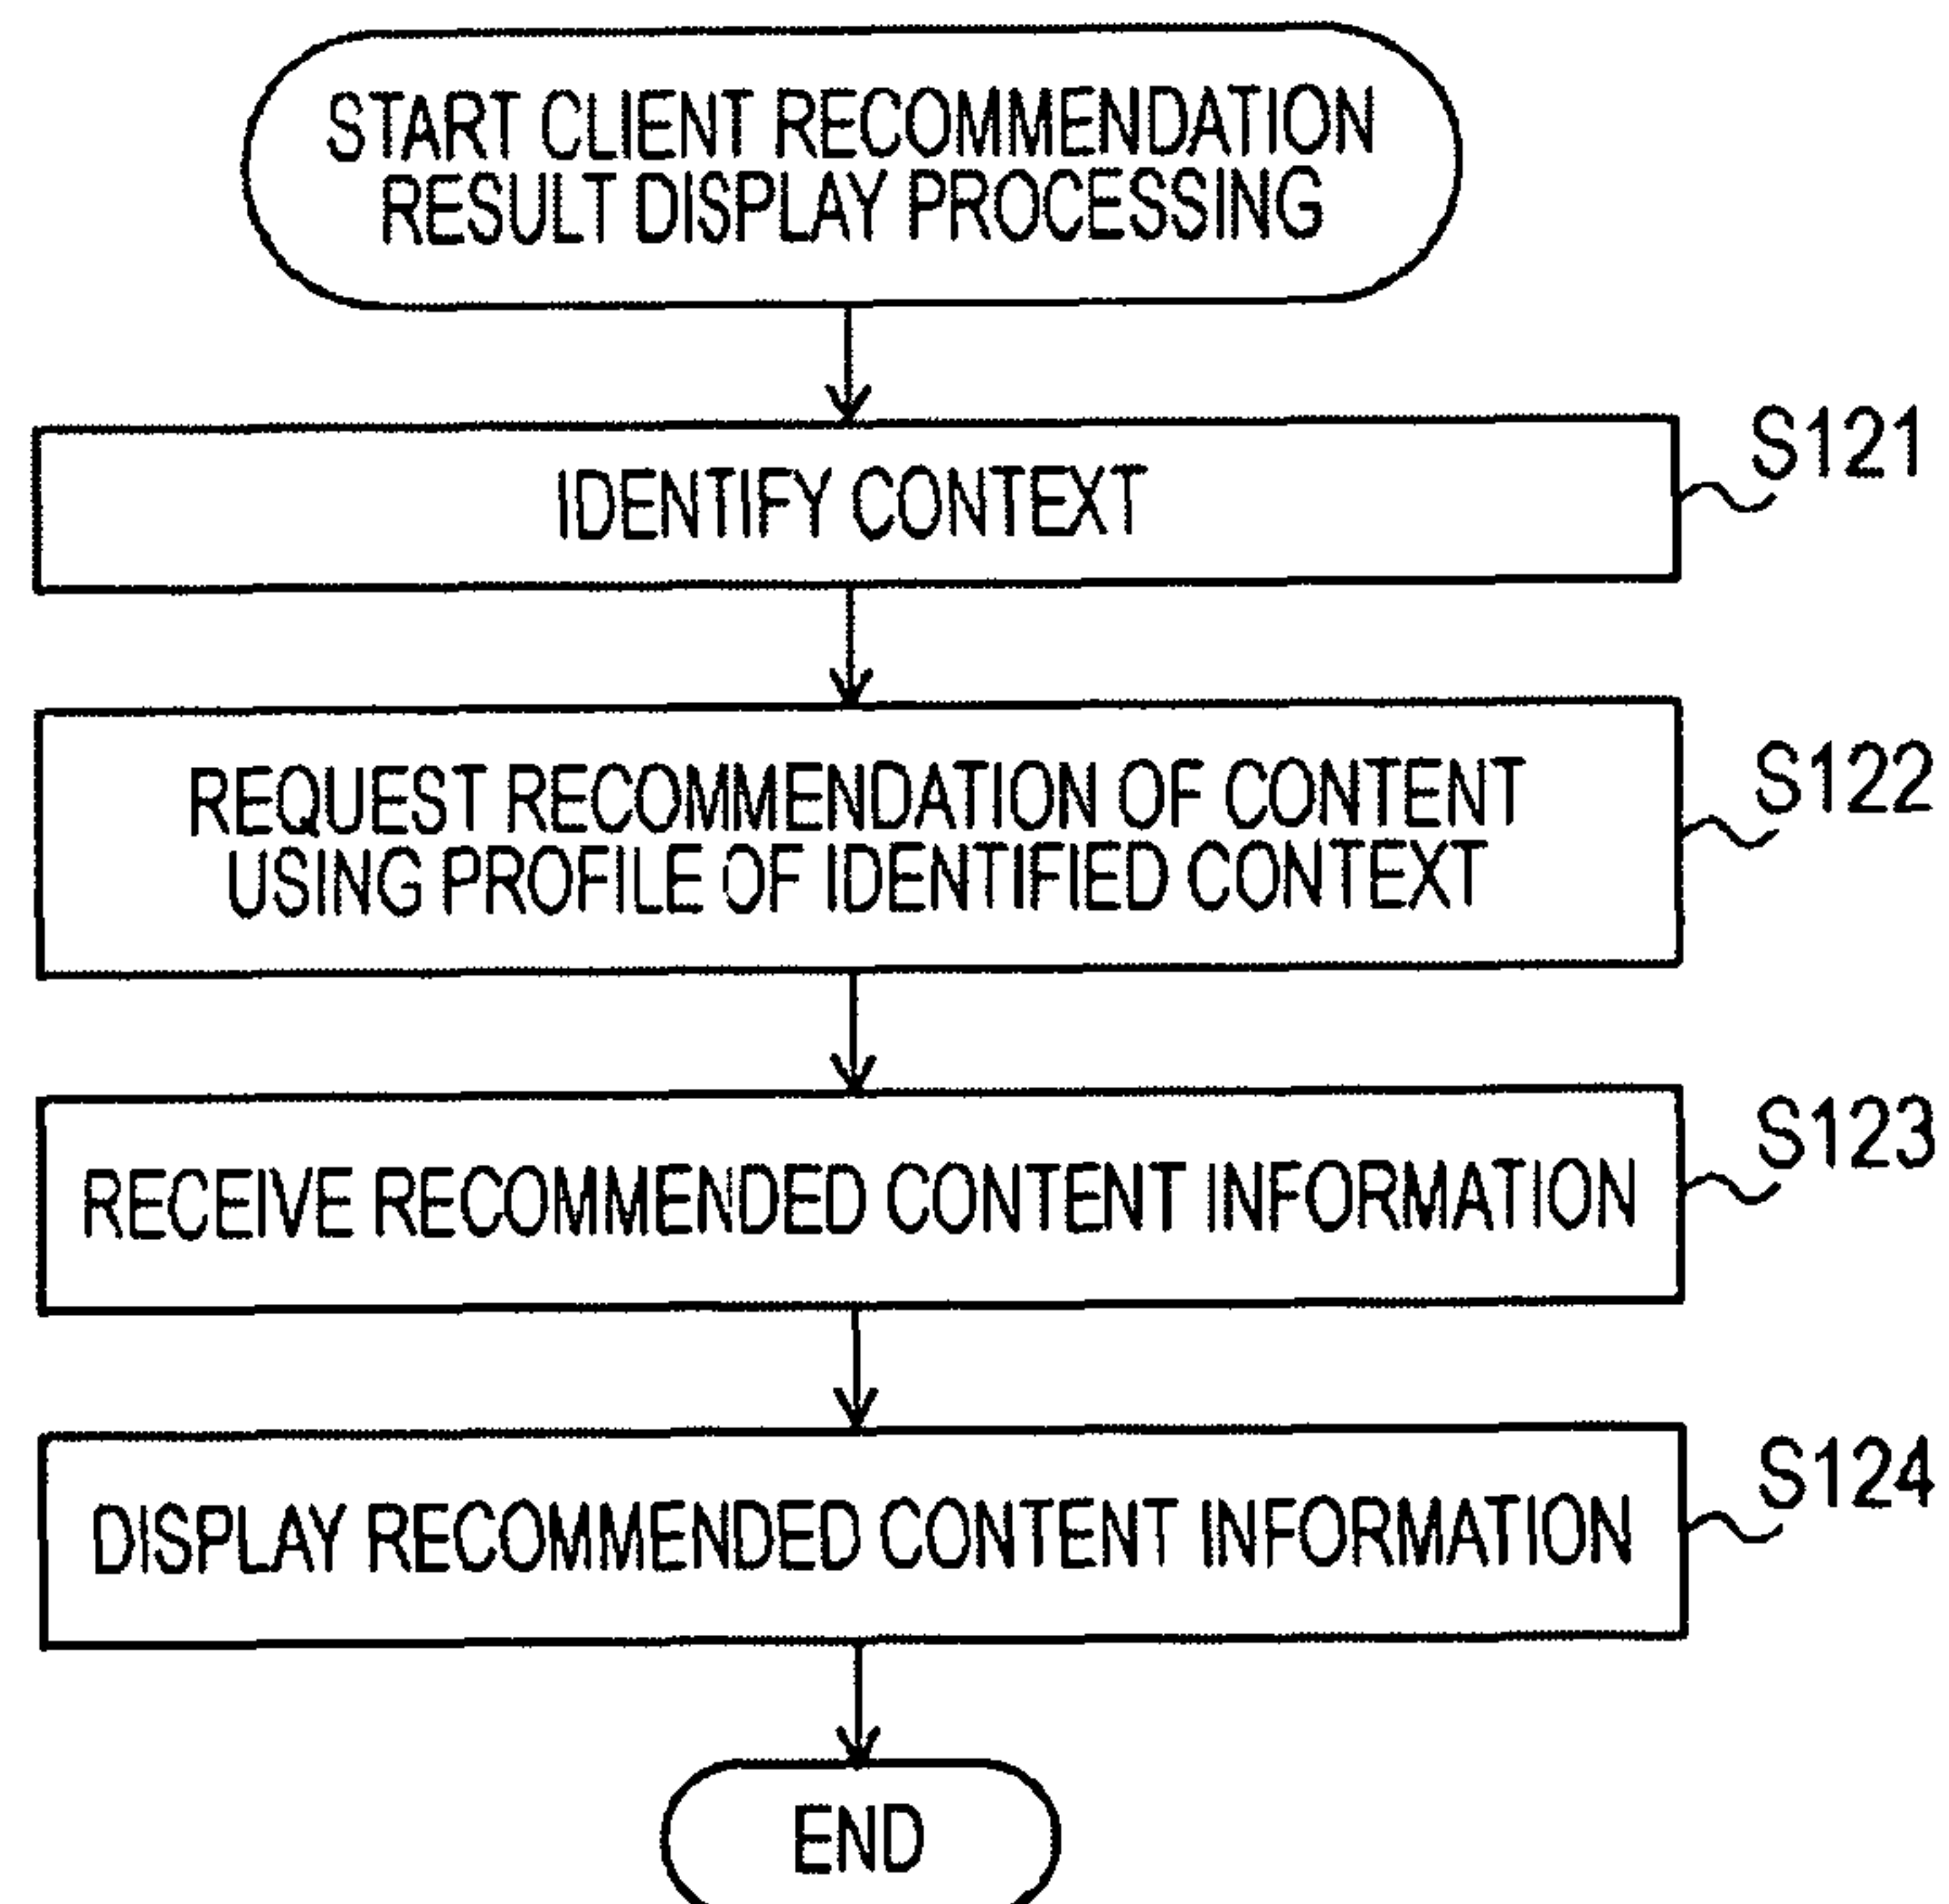 START CLIENT RECOMMENDATION
RESULT DISPLAY PROCESSING
IDENTIFY CONTEXT
S121
REQUEST RECOMMENDATION OF CONTENT
USING PROFILE OF IDENTIFIED CONTEXT
S122
RECEIVE RECOMMENDED CONTENT INFORMATION
S123
DISPLAY RECOMMENDED CONTENT INFORMATION
S124
END